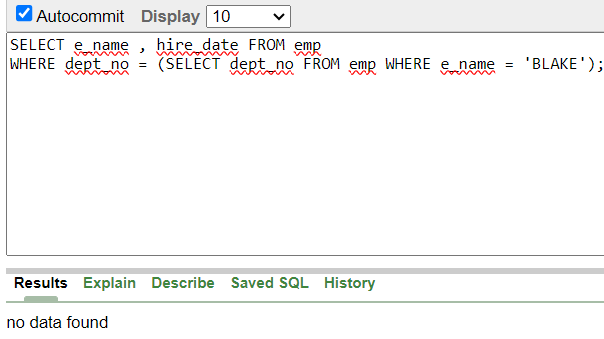 Autocommit Display 10
SELECT e_name , hire_date FROM emp
WHERE dept_no = (SELECT dept_no FROM emp WHERE e_name = 'BLAKE');
Results Explain Describe Saved SQL History
no data found